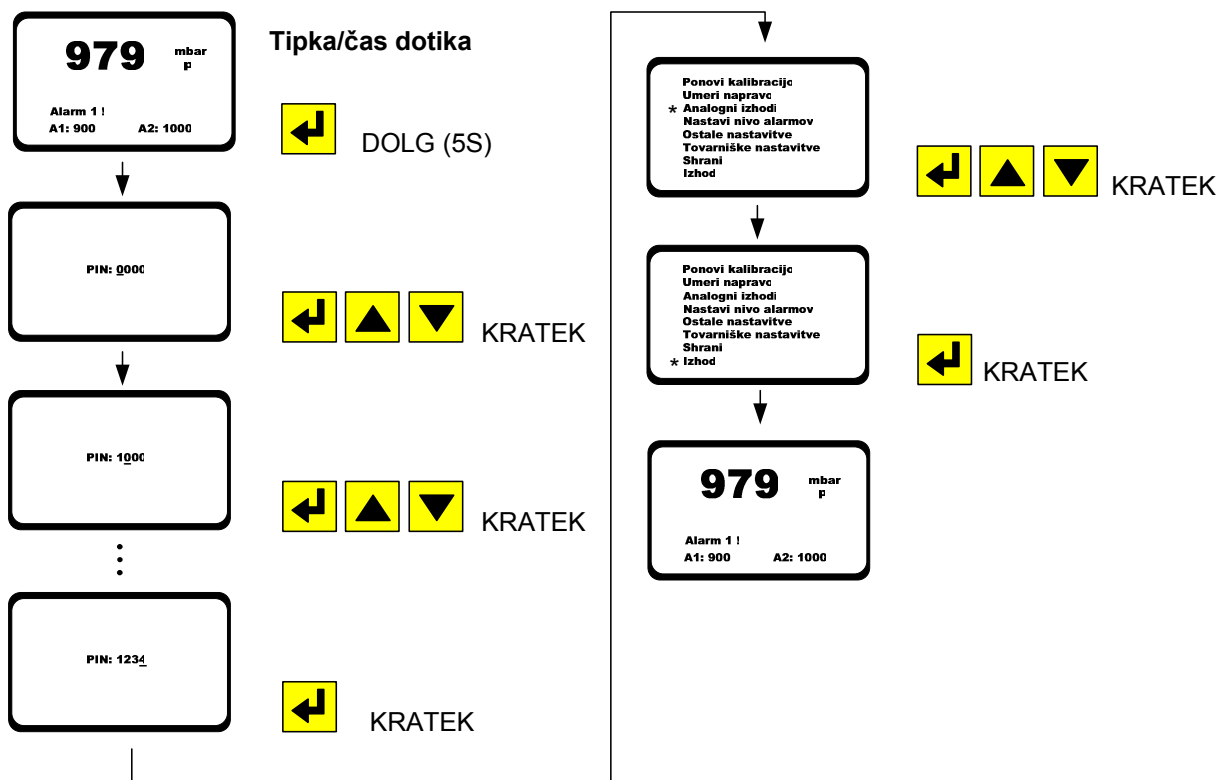 979 mbar
p
Alarm 1 !
A1: 900 A2: 1000
Tipka/čas dotika
DOLG (5S)
PIN: 0000
KRATEK
PIN: 1000
KRATEK
PIN: 1234
KRATEK
Ponovi kalibracijo
Umeri napravo
* Analogni izhodi
Nastavi nivo alarmov
Ostale nastavitve
Tovarniške nastavitve
Shrani
Izhod
KRATEK
Ponovi kalibracijo
Umeri napravo
Analogni izhodi
Nastavi nivo alarmov
Ostale nastavitve
Tovarniške nastavitve
Shrani
* Izhod
KRATEK
979 mbar
p
Alarm 1 !
A1: 900 A2: 1000